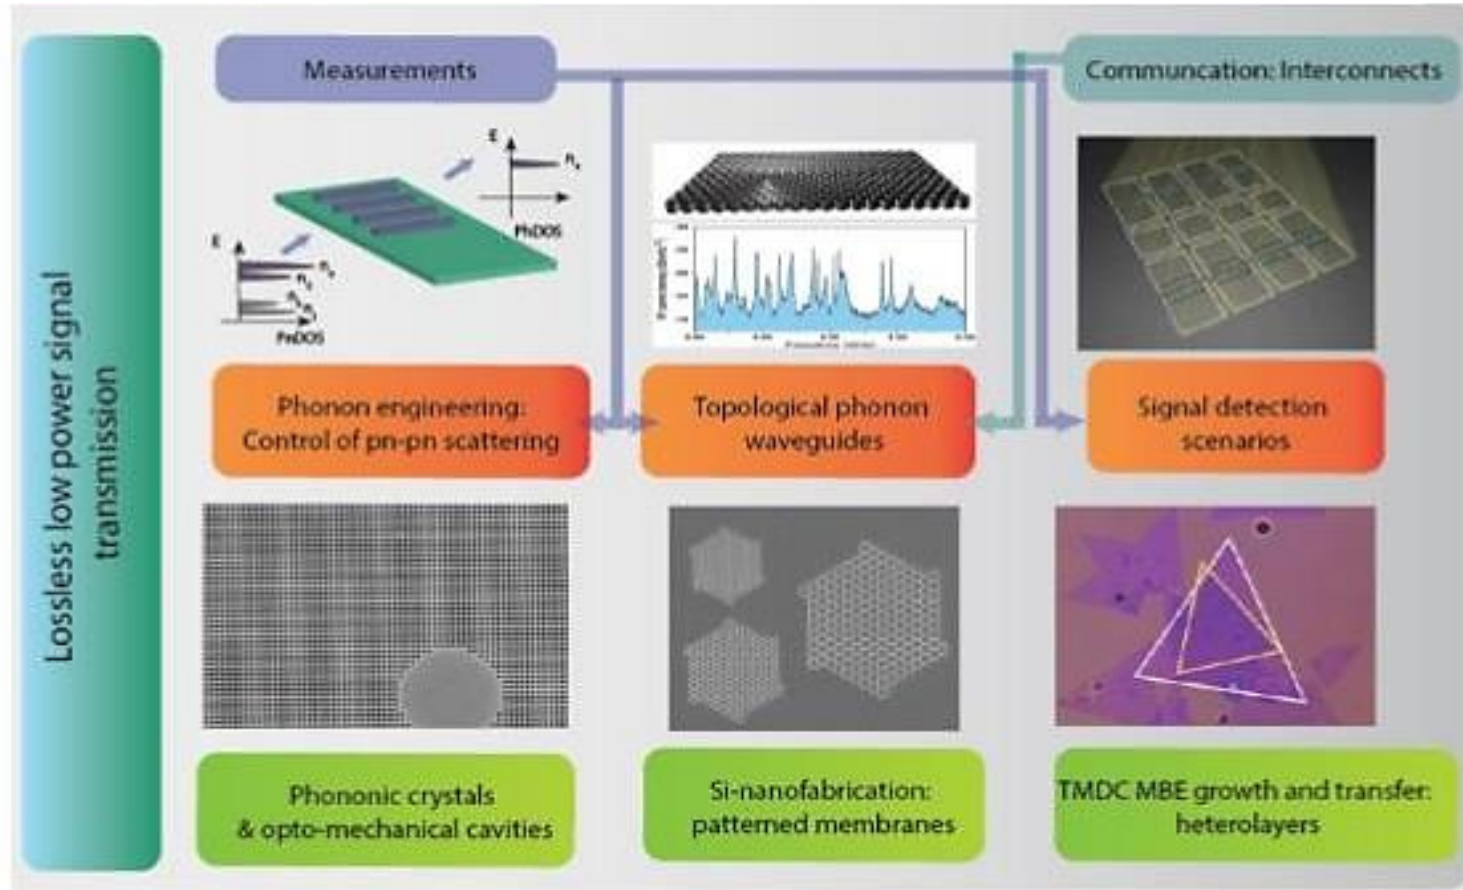 Lossless low power signal
transmission
Measurements
Communcation: Interconnects
E
n
PhDOS
E
n
n
n
PnDOS
Phonon engineering:
Control of pn-pn scattering
Topological phonon
waveguides
Signal detection
scenarios
Phononic crystals
& opto-mechanical cavities
Si-nanofabrication:
patterned membranes
TMDC MBE growth and transfer:
heterolayers